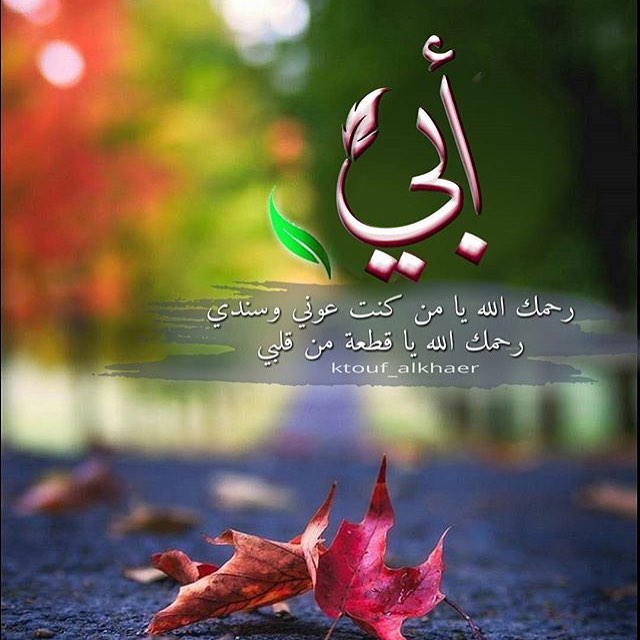 أبي
رحمك الله يا من كنت عوني وسندي
رحمك الله يا قطعة من قلبي
ktouf_alkhaer